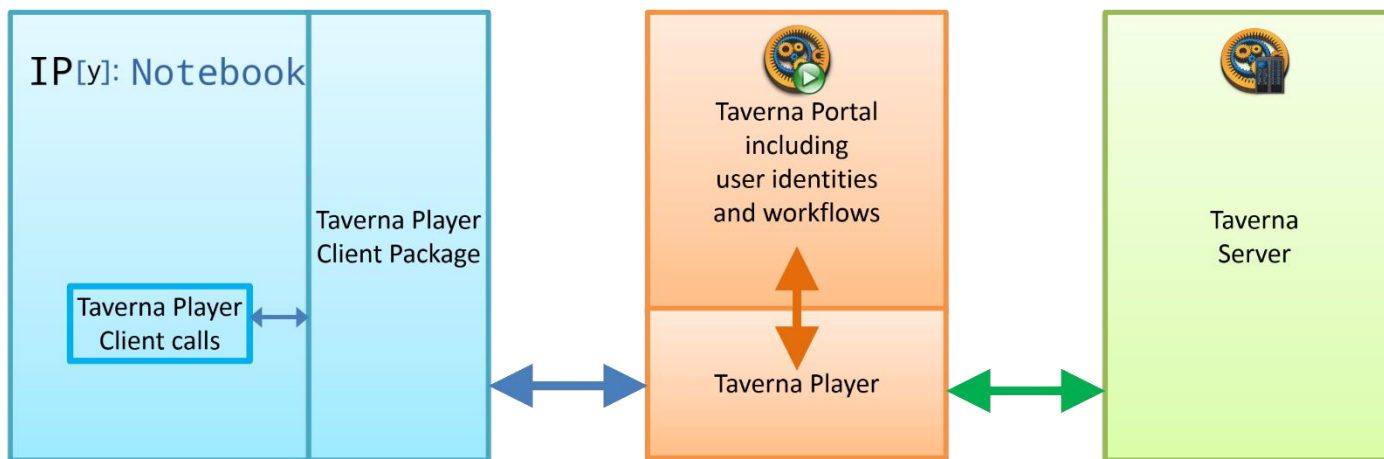 IP[y]: Notebook
Taverna Player
Client Package
Taverna Player
Client calls
Taverna Portal
including
user identities
and workflows
Taverna Player
Taverna
Server